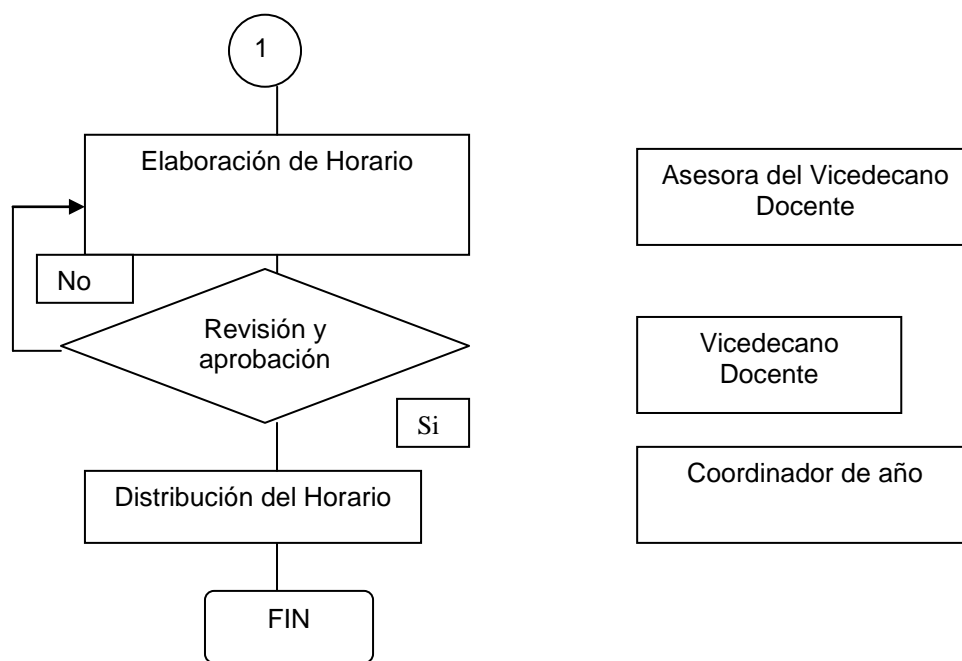 1
Elaboración de Horario
Asesora del Vicedecano
Docente
No
Revisión y
aprobación
Vicedecano
Docente
Si
Distribución del Horario
Coordinador de año
FIN